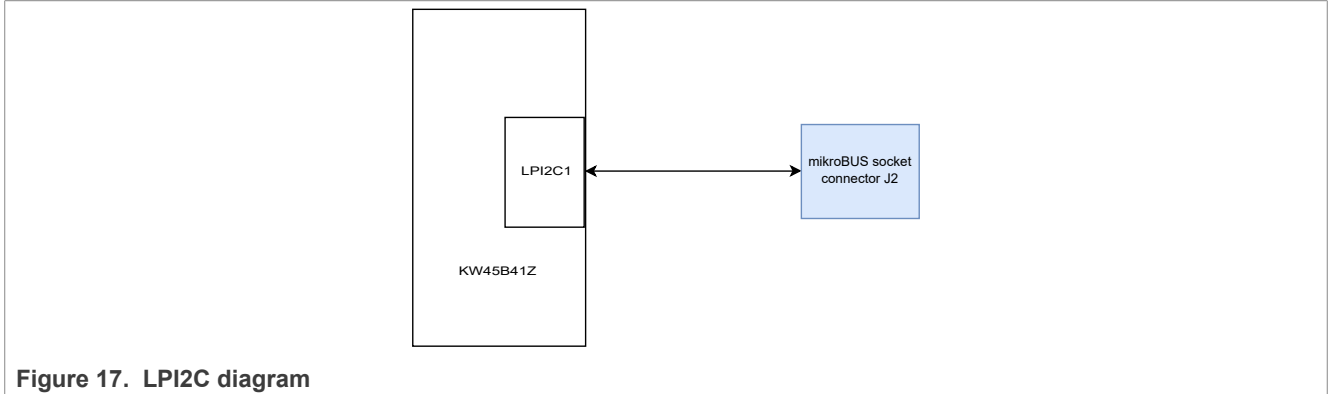 LPI2C1
mikroBUS socket
connector J2
KW45B41Z
Figure 17. LPI2C diagram